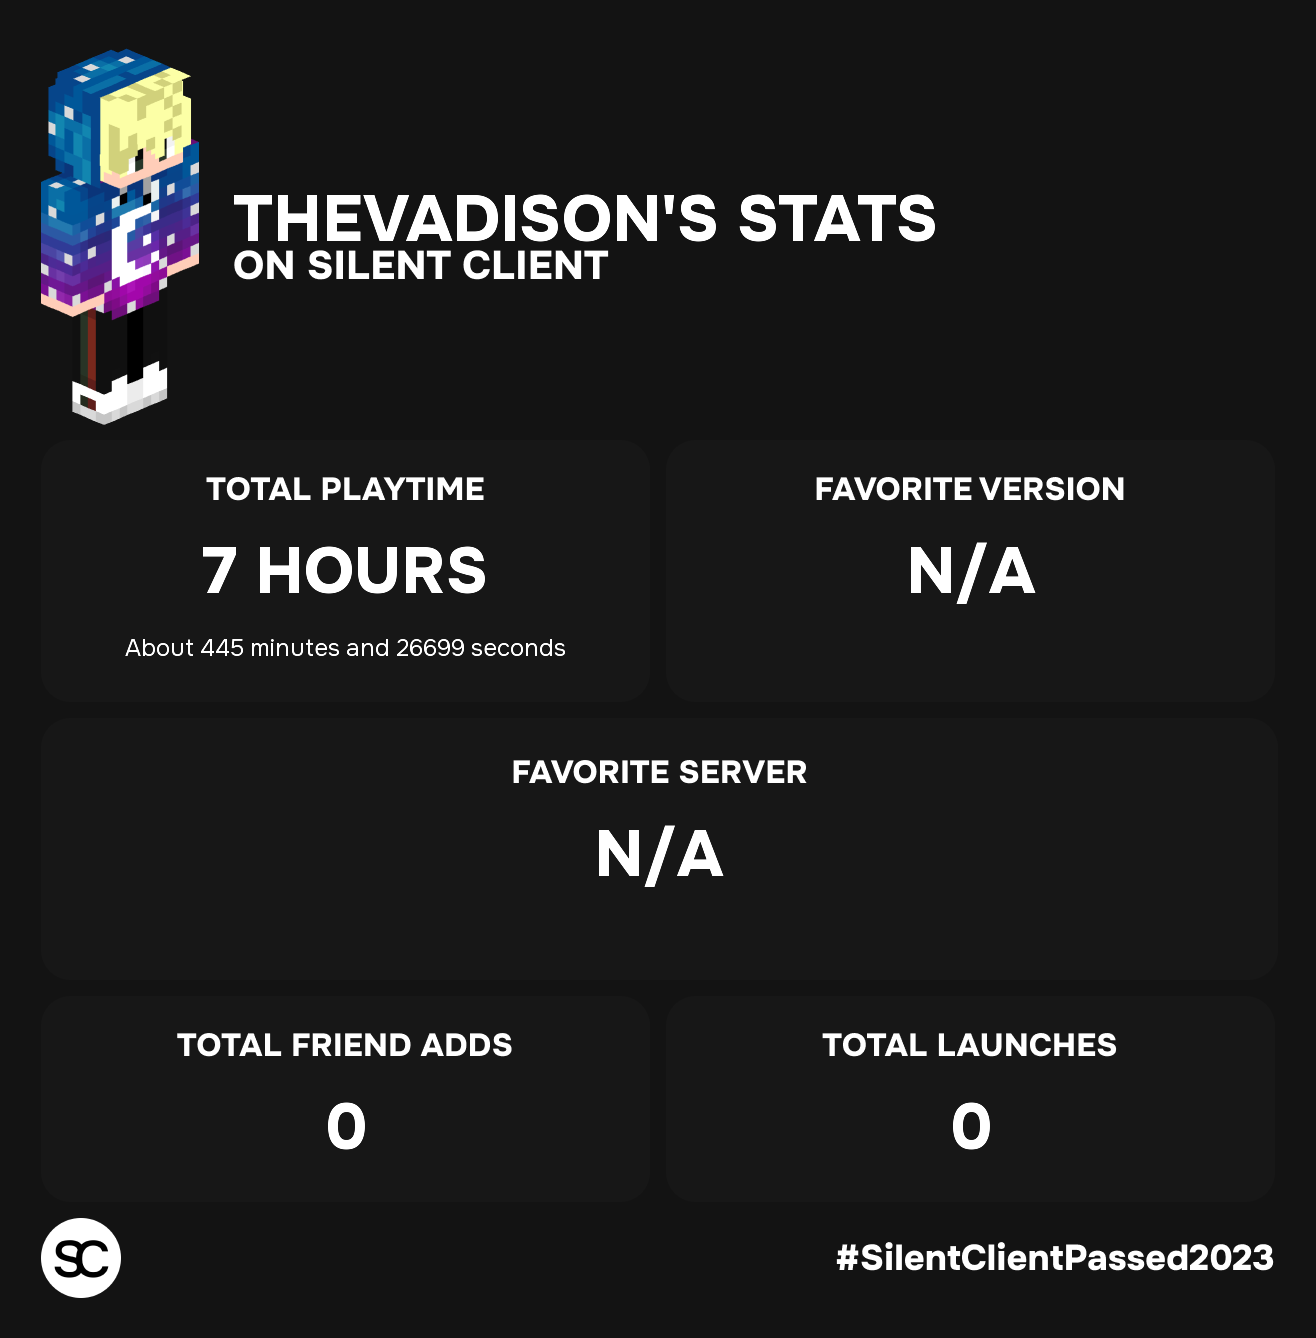 THEVADISON'S STATS
ON SILENT CLIENT
TOTAL PLAYTIME
7 HOURS
About 445 minutes and 26699 seconds
FAVORITE VERSION
N/A
FAVORITE SERVER
N/A
TOTAL FRIEND ADDS
0
TOTAL LAUNCHES
0
SC
#SilentClientPassed2023